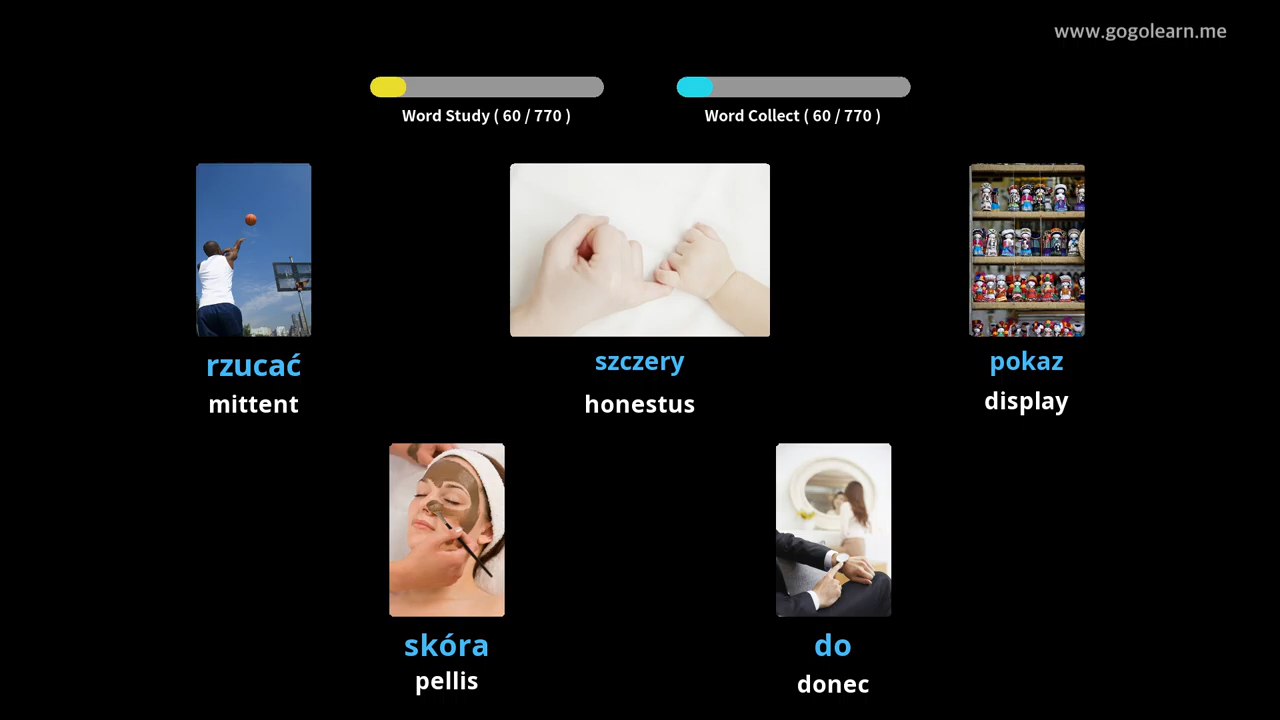 www.gogolearn.me
Word Study ( 60 / 770 )
Word Collect ( 60 / 770 )
rzucać
mittent
szczery
honestus
pokaz
display
skóra
pellis
do
donec